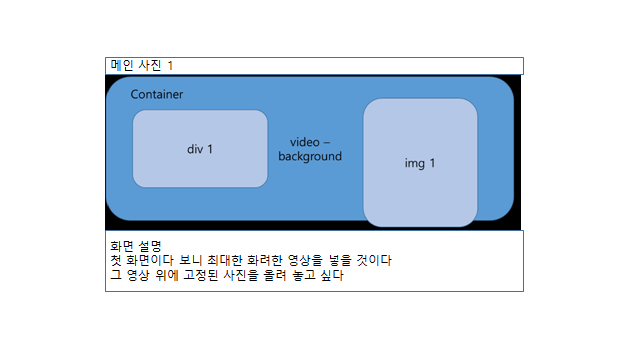 메인 사진 1
Container
div 1
video –
background
img 1
화면 설명
첫 화면이다 보니 최대한 화려한 영상을 넣을 것이다
그 영상 위에 고정된 사진을 올려 놓고 싶다